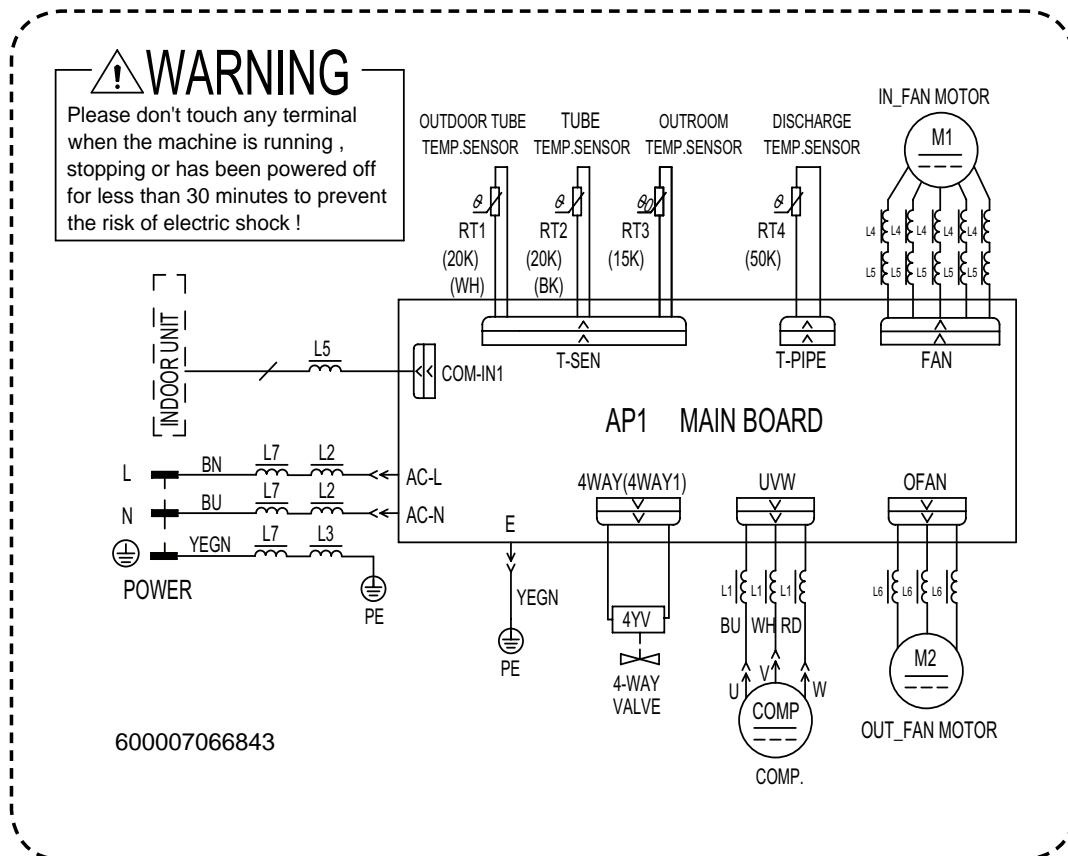 WARNING
Please don't touch any terminal
when the machine is running ,
stopping or has been powered off
for less than 30 minutes to prevent
the risk of electric shock !
OUTDOOR TUBE
TEMP.SENSOR
TUBE
TEMP.SENSOR
OUTROOM
TEMP.SENSOR
DISCHARGE
TEMP.SENSOR
IN_FAN MOTOR
M1
θ
RT1
(20K)
(WH)
θ
RT2
(20K)
(BK)
RT3
(15K)
θ
RT4
(50K)
L4 L4 L4 L4
L5 L5 L5 L5
T-SEN
T-PIPE
FAN
INDOOR UNIT
L5
COM-IN1
AP1 MAIN BOARD
L BN L7 L2 AC-L
N BU L7 L2 AC-N
YEGN L7 L3
POWER
PE
E
YEGN
PE
4WAY(4WAY1)
4YV
4-WAY
VALVE
UVW
L1 L1 L1
BU WH RD
U V W
COMP
COMP.
OFAN
L6 L6 L6
M2
OUT_FAN MOTOR
600007066843